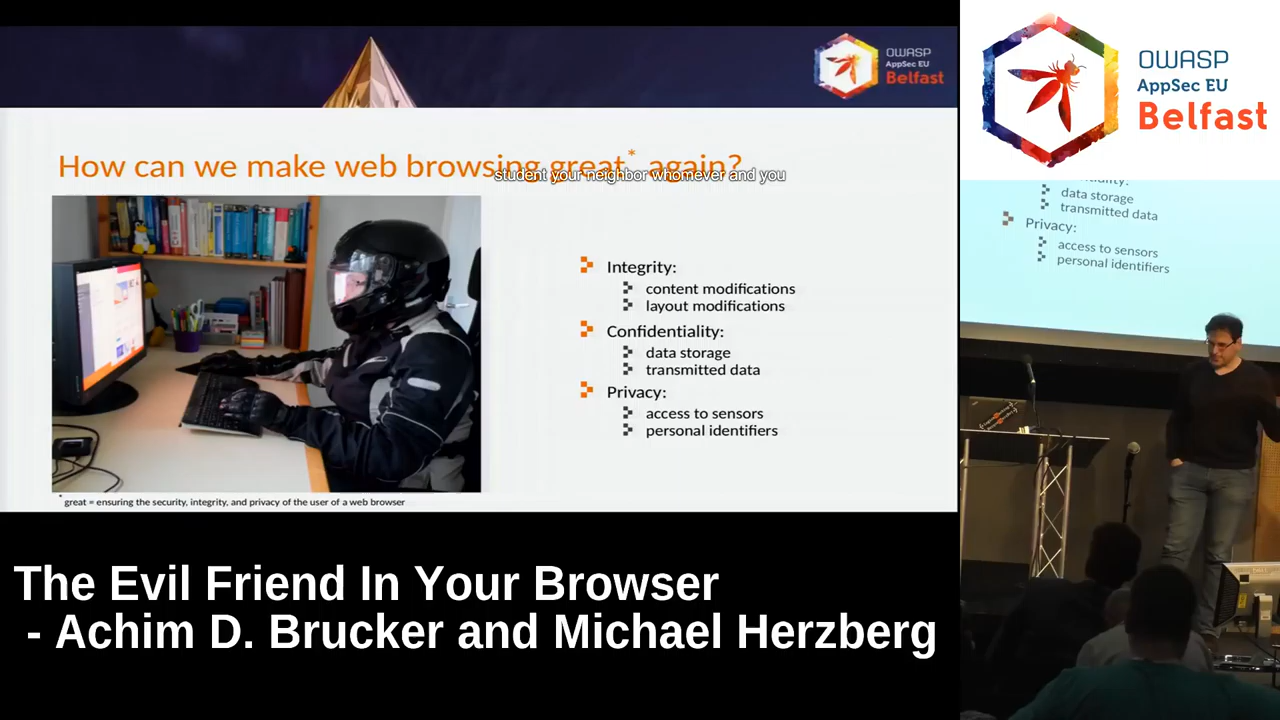 OWASP
AppSec EU
Belfast
How can we make web browsing great* again?
student your neighbor whomever and you
Integrity:
content modifications
layout modifications
Confidentiality:
data storage
transmitted data
Privacy:
access to sensors
personal identifiers
* great = ensuring the security, integrity, and privacy of the user of a web browser
The Evil Friend In Your Browser
- Achim D. Brucker and Michael Herzberg
OWASP
AppSec EU
Belfast
data storage
transmitted data
Privacy:
access to sensors
personal identifiers